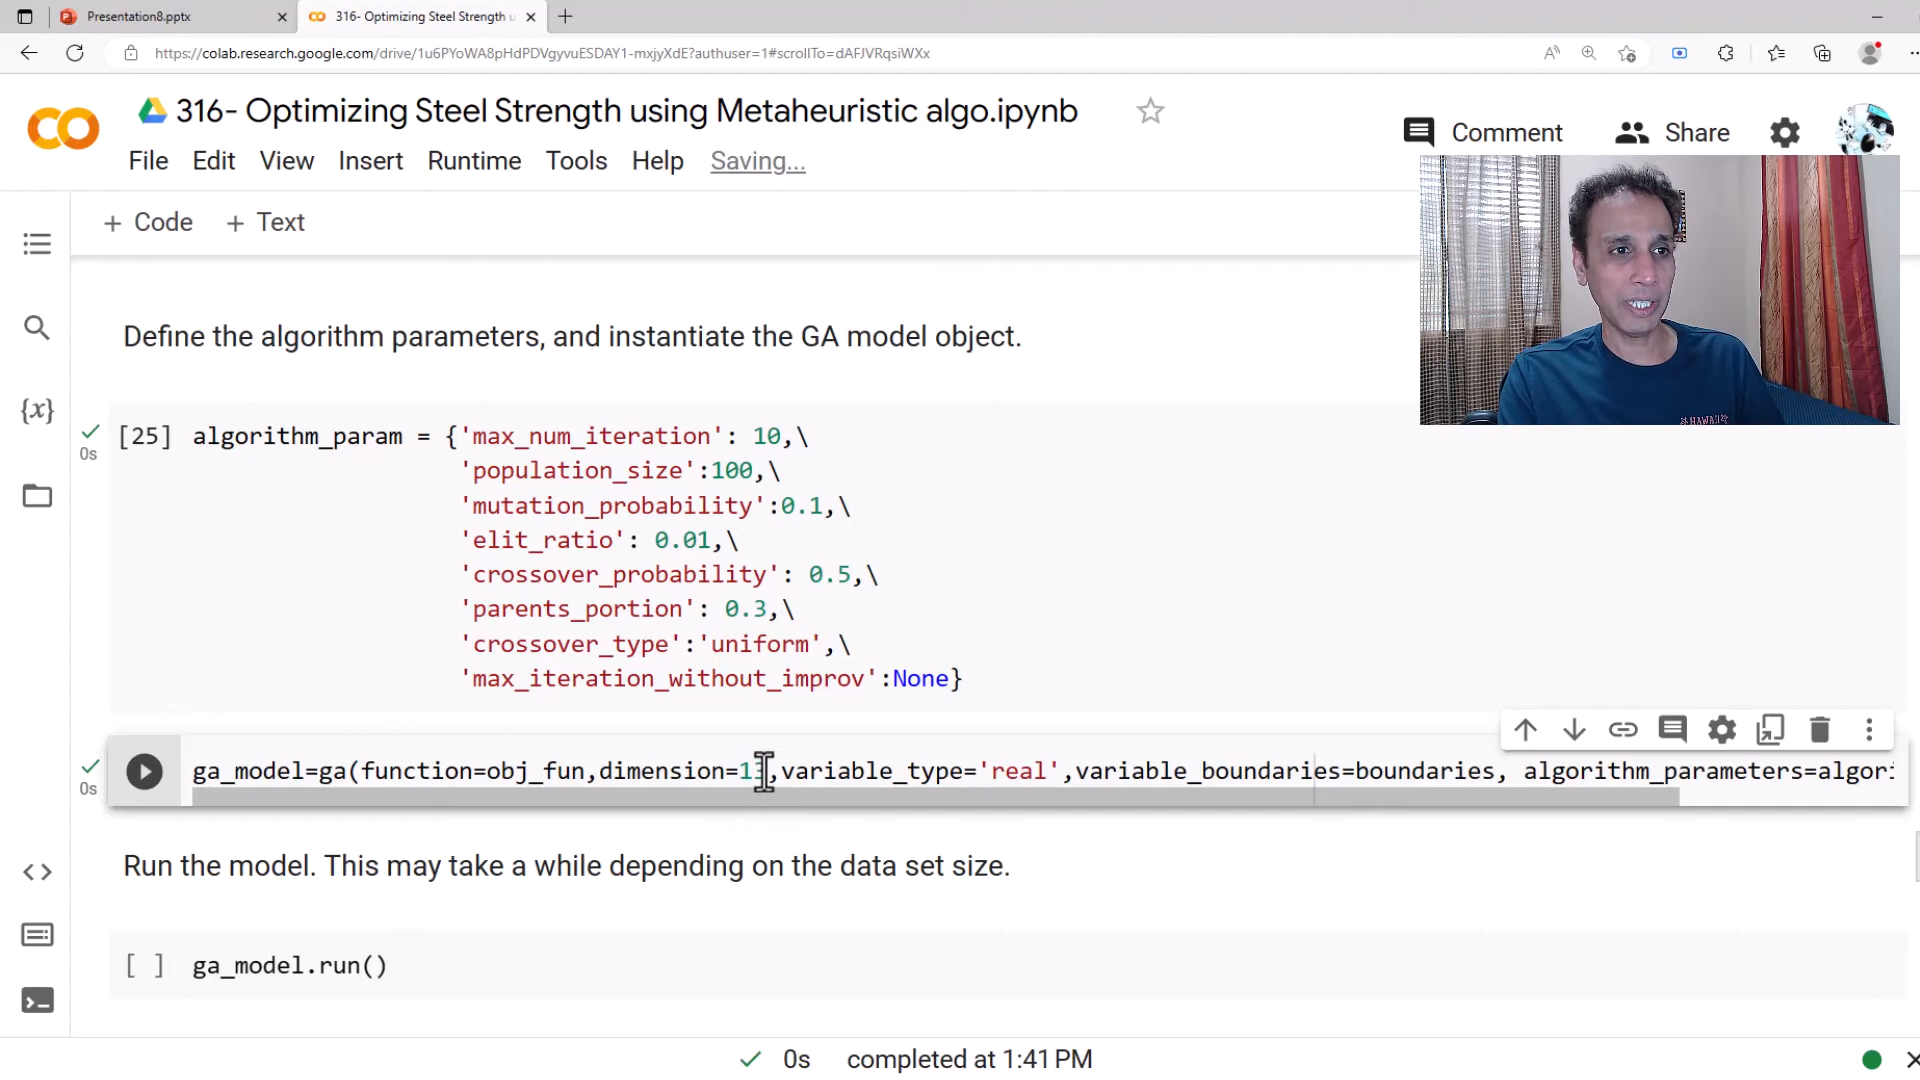 Presentation8.pptx
316- Optimizing Steel Strength u
https://colab.research.google.com/drive/1u6PYoWA8pHdPDVgyvuESDAY1-mxjyXdE?authuser=1#scrollTo=dAFJVRqsiWXx
316- Optimizing Steel Strength using Metaheuristic algo.ipynb
Comment
Share
File Edit View Insert Runtime Tools Help Saving...
+ Code + Text
Define the algorithm parameters, and instantiate the GA model object.
[25] algorithm_param = {'max_num_iteration': 10,\
'population_size':100,\
'mutation_probability':0.1,\
'elit_ratio': 0.01,\
'crossover_probability': 0.5,\
'parents_portion': 0.3,\
'crossover_type':'uniform',\
'max_iteration_without_improv':None}
0s
ga_model=ga(function=obj_fun,dimension=13,variable_type='real',variable_boundaries=boundaries, algorithm_parameters=algori
0s
Run the model. This may take a while depending on the data set size.
[ ] ga_model.run()
0s completed at 1:41 PM
HAWAII